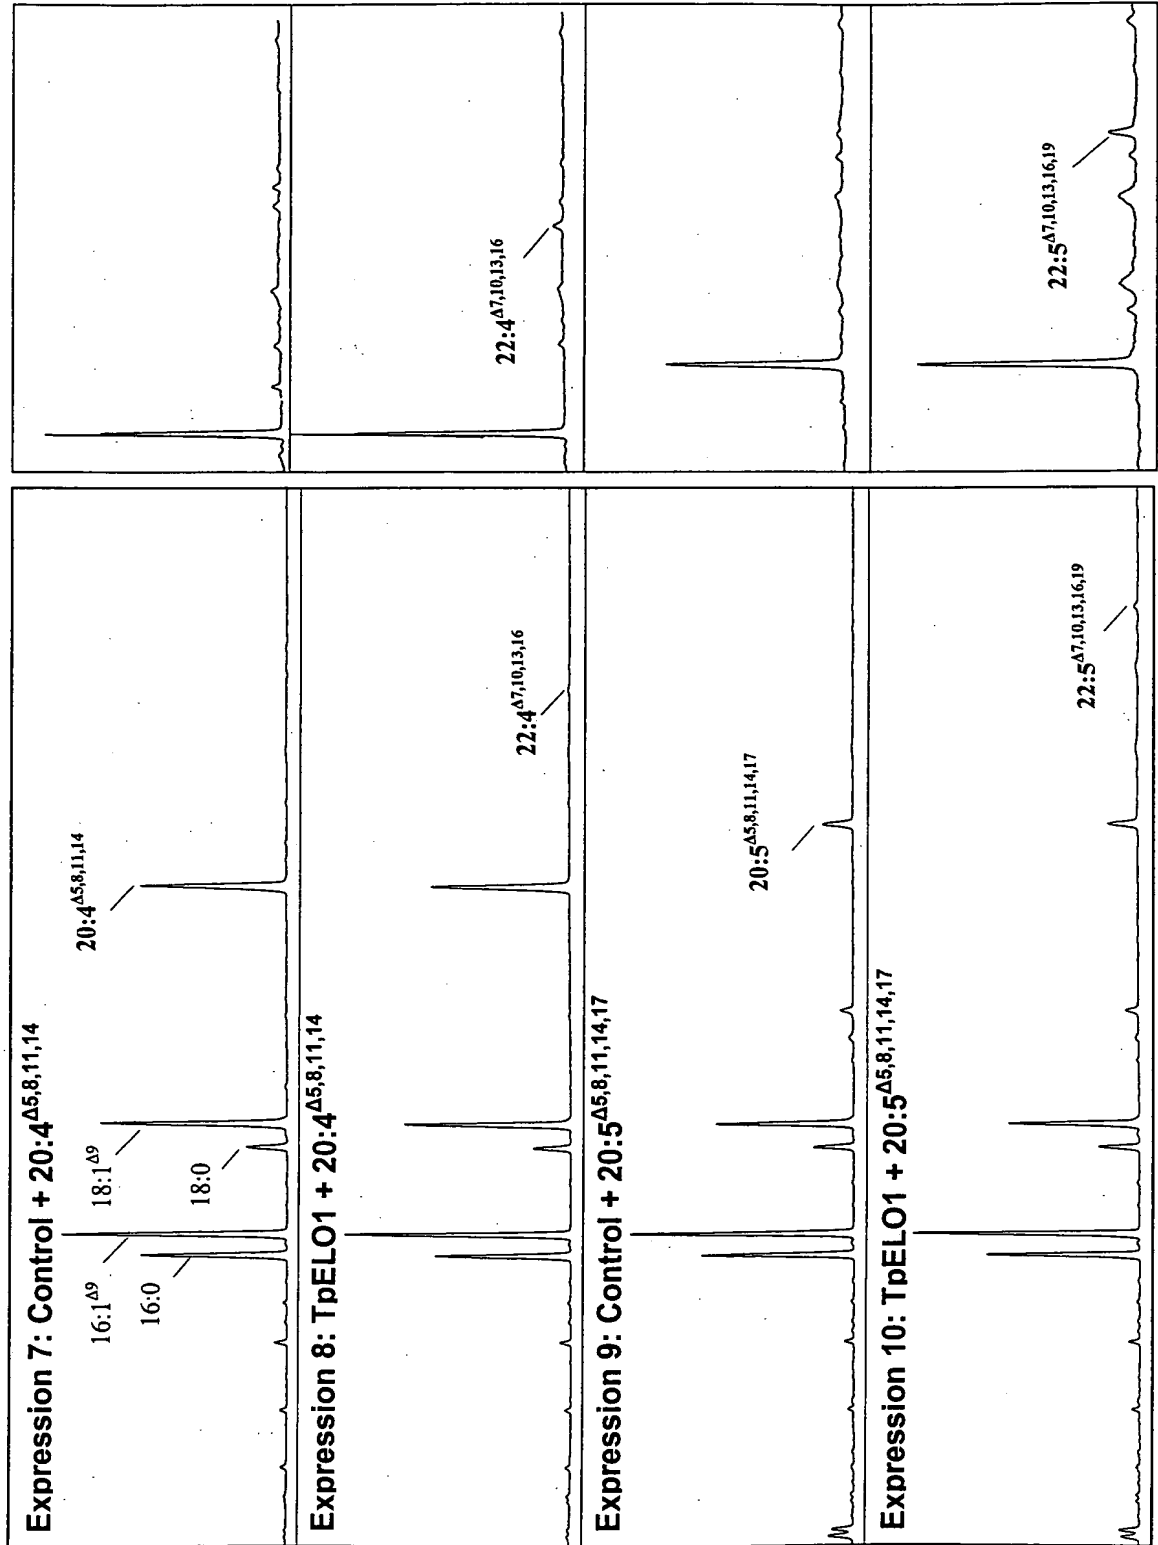 Expression 7: Control + 20:4Δ5,8,11,14
16:1Δ9
16:0
18:1Δ9
18:0
20:4Δ5,8,11,14
Expression 8: TpELO1 + 20:4Δ5,8,11,14
22:4Δ7,10,13,16
22:4Δ7,10,13,16
Expression 9: Control + 20:5Δ5,8,11,14,17
20:5Δ5,8,11,14,17
Expression 10: TpELO1 + 20:5Δ5,8,11,14,17
22:5Δ7,10,13,16,19
22:5Δ7,10,13,16,19